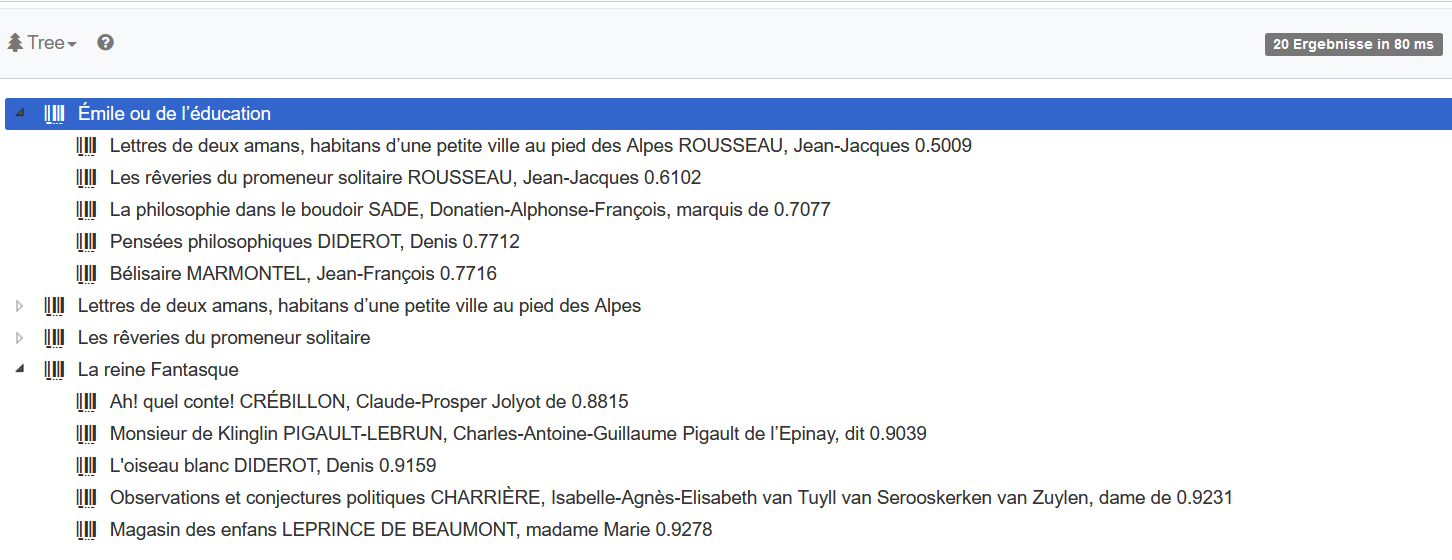 Tree
20 Ergebnisse in 80 ms
Émile ou de l’éducation
Lettres de deux amans, habitans d’une petite ville au pied des Alpes ROUSSEAU, Jean-Jacques 0.5009
Les rêveries du promeneur solitaire ROUSSEAU, Jean-Jacques 0.6102
La philosophie dans le boudoir SADE, Donatien-Alphonse-François, marquis de 0.7077
Pensées philosophiques DIDEROT, Denis 0.7712
Bélisaire MARMONTEL, Jean-François 0.7716
Lettres de deux amans, habitans d’une petite ville au pied des Alpes
Les rêveries du promeneur solitaire
La reine Fantasque
Ah! quel conte! CRÉBILLON, Claude-Prosper Jolyot de 0.8815
Monsieur de Klinglin PIGAULT-LEBRUN, Charles-Antoine-Guillaume Pigault de l’Epinay, dit 0.9039
L'oiseau blanc DIDEROT, Denis 0.9159
Observations et conjectures politiques CHARRIÈRE, Isabelle-Agnès-Elisabeth van Tuyll van Serooskerken van Zuylen, dame de 0.9231
Magasin des enfans LEPRINCE DE BEAUMONT, madame Marie 0.9278